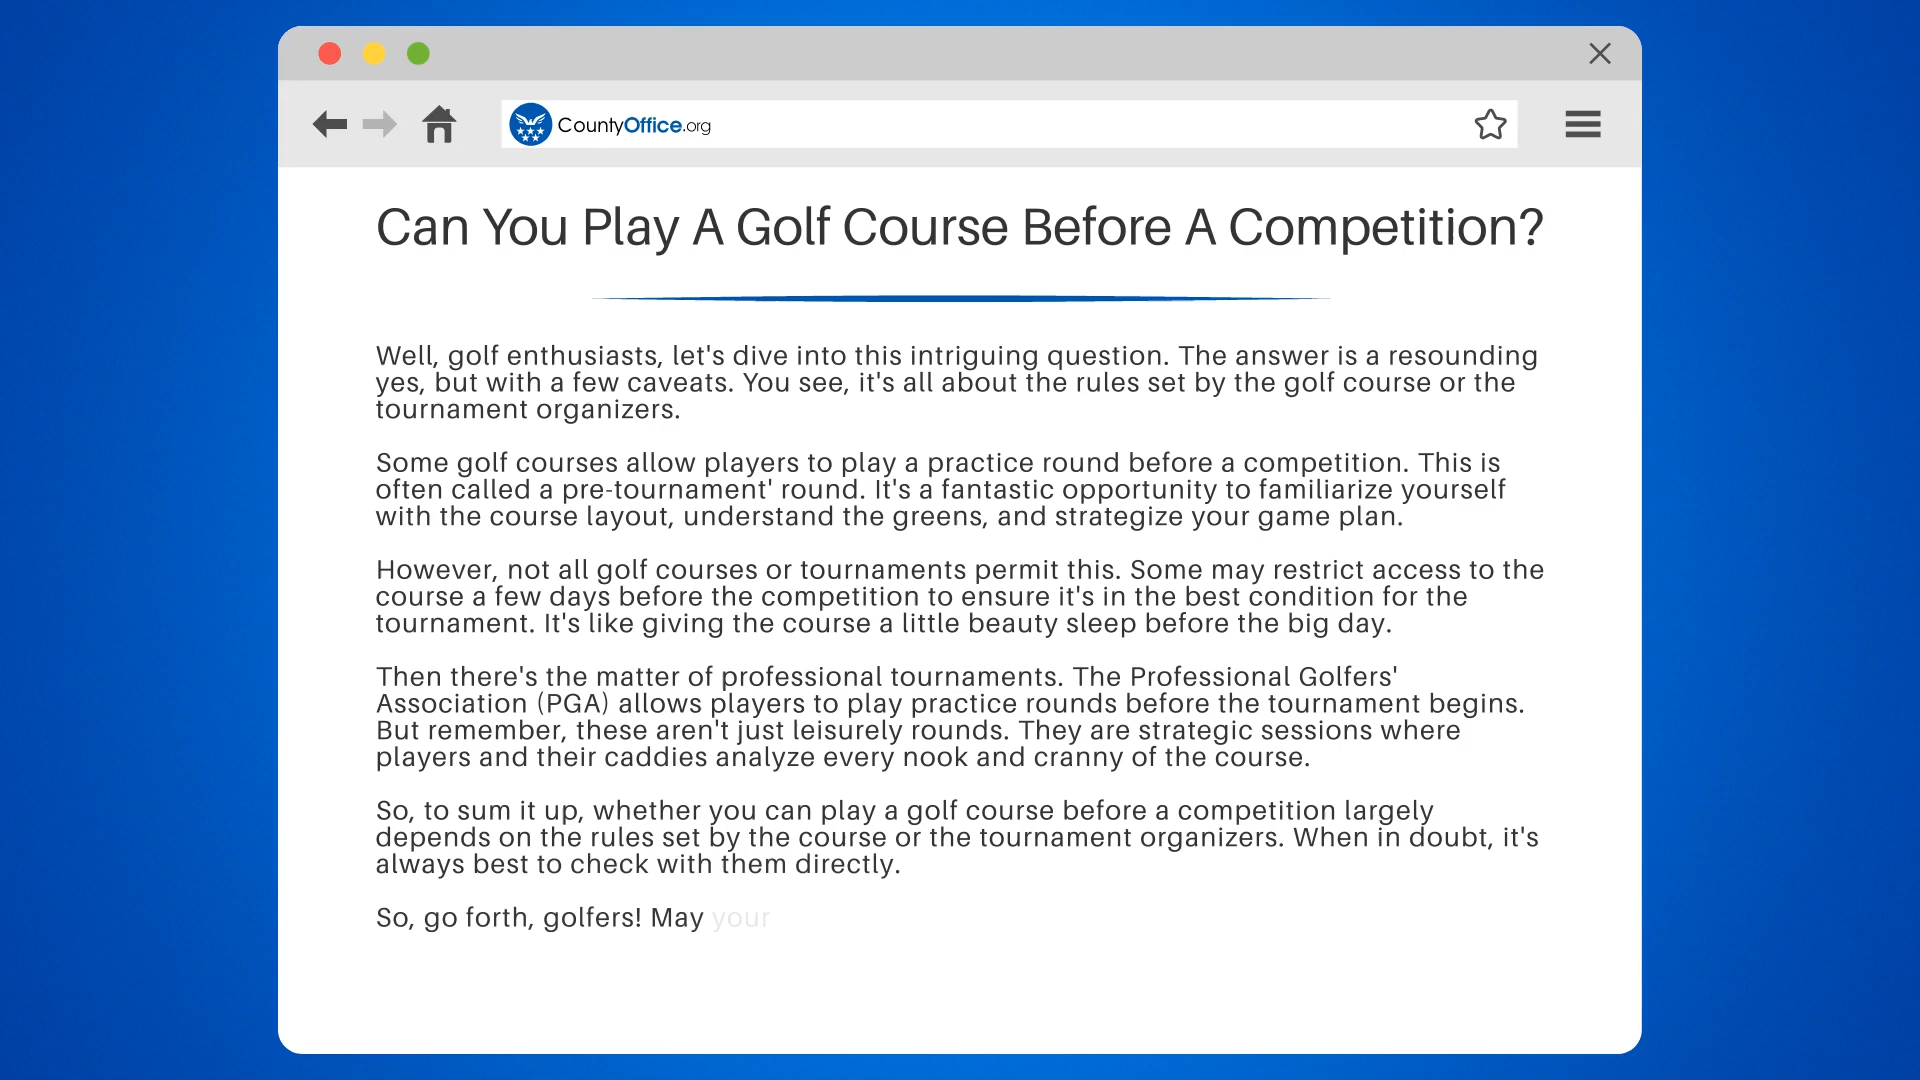 CountyOffice.org
Can You Play A Golf Course Before A Competition?
Well, golf enthusiasts, let's dive into this intriguing question. The answer is a resounding
yes, but with a few caveats. You see, it's all about the rules set by the golf course or the
tournament organizers.
Some golf courses allow players to play a practice round before a competition. This is
often called a pre-tournament' round. It's a fantastic opportunity to familiarize yourself
with the course layout, understand the greens, and strategize your game plan.
However, not all golf courses or tournaments permit this. Some may restrict access to the
course a few days before the competition to ensure it's in the best condition for the
tournament. It's like giving the course a little beauty sleep before the big day.
Then there's the matter of professional tournaments. The Professional Golfers'
Association (PGA) allows players to play practice rounds before the tournament begins.
But remember, these aren't just leisurely rounds. They are strategic sessions where
players and their caddies analyze every nook and cranny of the course.
So, to sum it up, whether you can play a golf course before a competition largely
depends on the rules set by the course or the tournament organizers. When in doubt, it's
always best to check with them directly.
So, go forth, golfers! May your